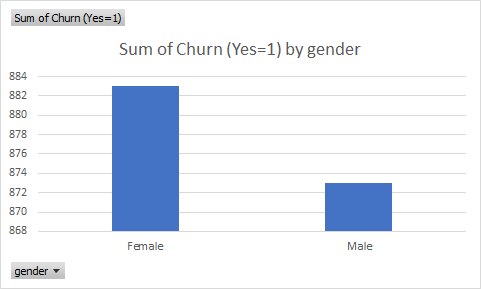 Sum of Churn (Yes=1)
Sum of Churn (Yes=1) by gender
884
882
880
878
876
874
872
870
868
Female Male
gender